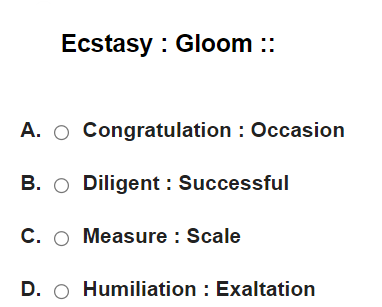 Ecstasy : Gloom ::
A. Congratulation : Occasion
B. Diligent : Successful
C. Measure : Scale
D. Humiliation : Exaltation